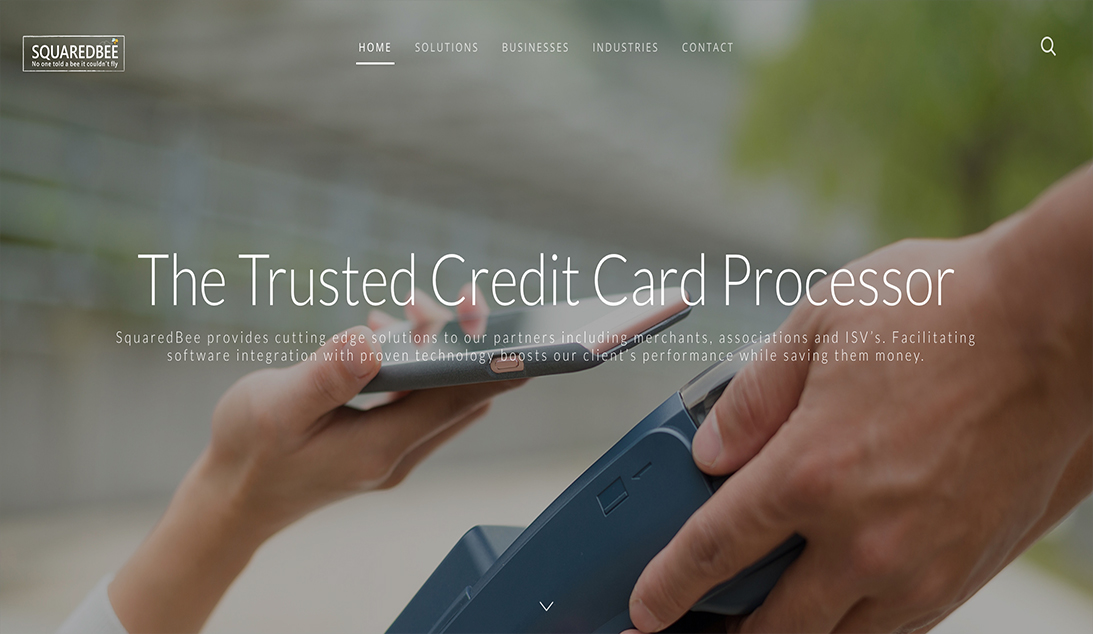 SQUAREDBEE
No one told a bee it couldn't fly
HOME SOLUTIONS BUSINESSES INDUSTRIES CONTACT
The Trusted Credit Card Processor
SquaredBee provides cutting edge solutions to our partners including merchants, associations and ISV's. Facilitating
software integration with proven technology boosts our client's performance while saving them money.